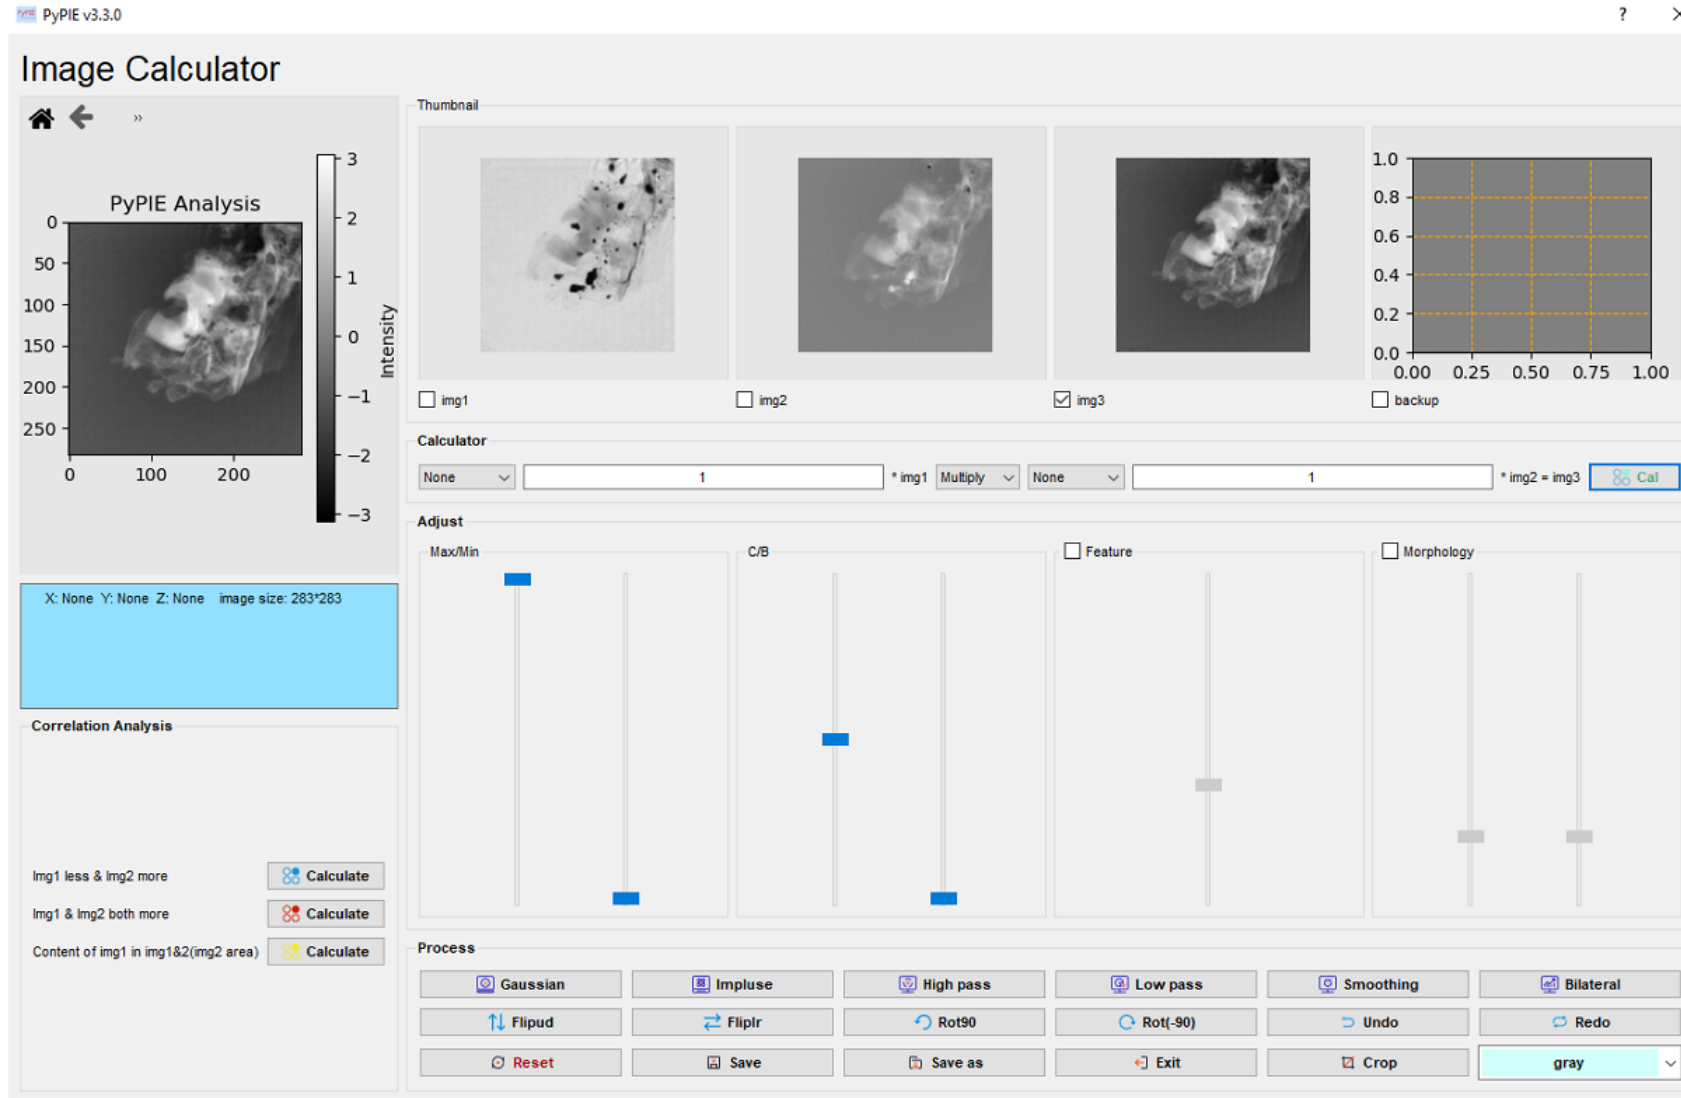 PyPIE v3.3.0
?
Image Calculator
»
PyPIE Analysis
0
50
100
150
200
250
0
100
200
3
2
1
0
−1
−2
−3
Intensity
Thumbnail
1.0
0.8
0.6
0.4
0.2
0.0
0.00 0.25 0.50 0.75 1.00
img1
img2
img3
backup
Calculator
None 1 * img1 Multiply None 1 * img2 = img3 Cal
Adjust
Max/Min
C/B
Feature
Morphology
X: None Y: None Z: None image size: 283*283
Correlation Analysis
Img1 less & Img2 more Calculate
Img1 & Img2 both more Calculate
Content of img1 in img1&2(img2 area) Calculate
Process
Gaussian Impluse High pass Low pass Smoothing Bilateral
Flipud Fliplr Rot90 Rot(-90) Undo Redo
Reset Save Save as Exit Crop gray